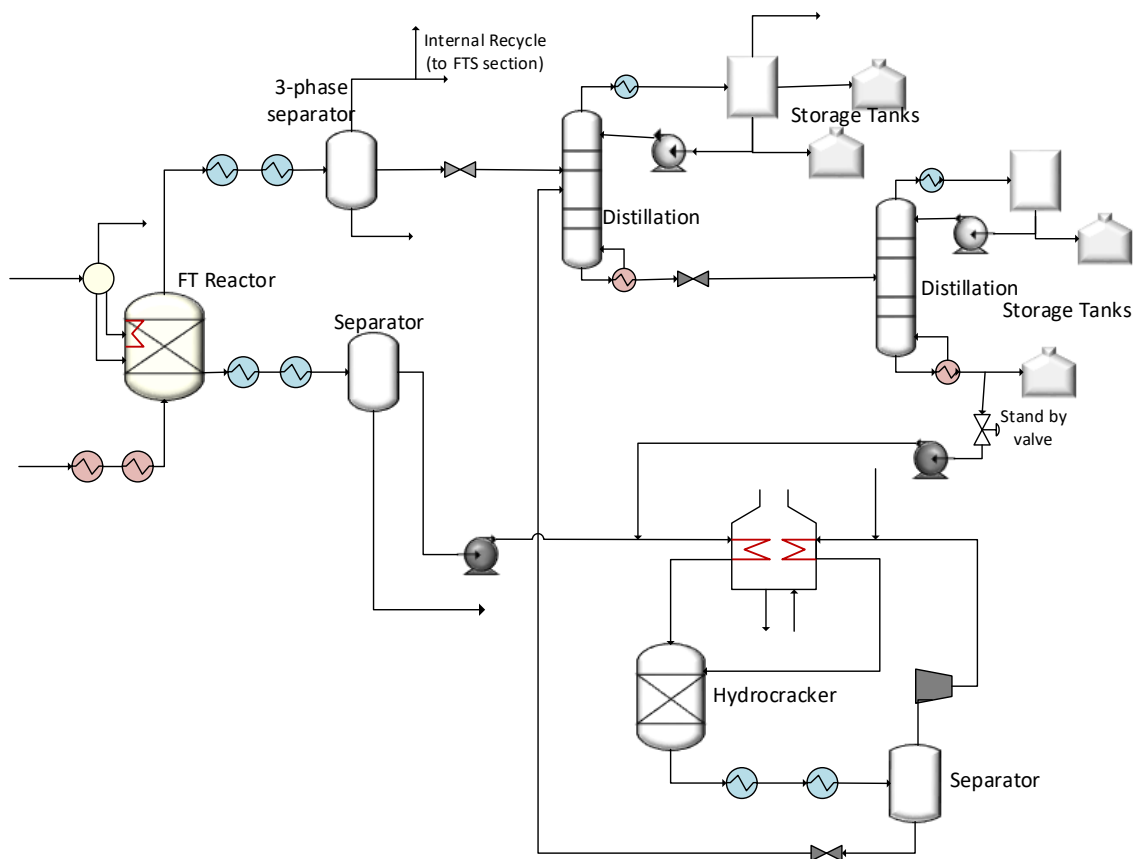 Internal Recycle
(to FTS section)
3-phase
separator
Storage Tanks
Distillation
FT Reactor
Distillation
Storage Tanks
Separator
Stand by
valve
Hydrocracker
Separator